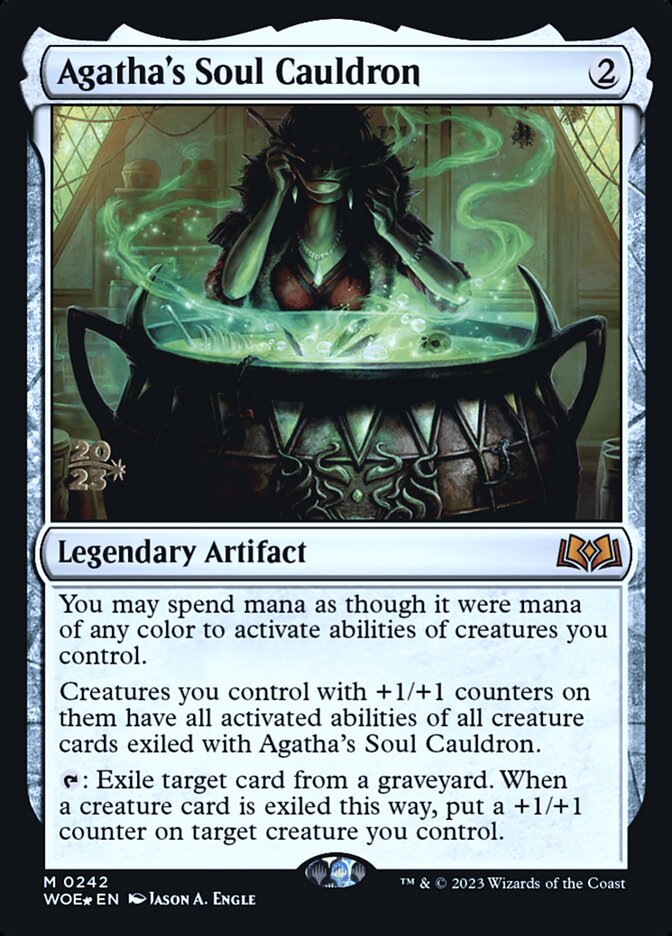 Agatha's Soul Cauldron 2
20
23
Legendary Artifact
You may spend mana as though it were mana
of any color to activate abilities of creatures you
control.
Creatures you control with +1/+1 counters on
them have all activated abilities of all creature
cards exiled with Agatha's Soul Cauldron.
: Exile target card from a graveyard. When
a creature card is exiled this way, put a +1/+1
counter on target creature you control.
M 0242
WOE★EN Jason A. Engle
™ & © 2023 Wizards of the Coast